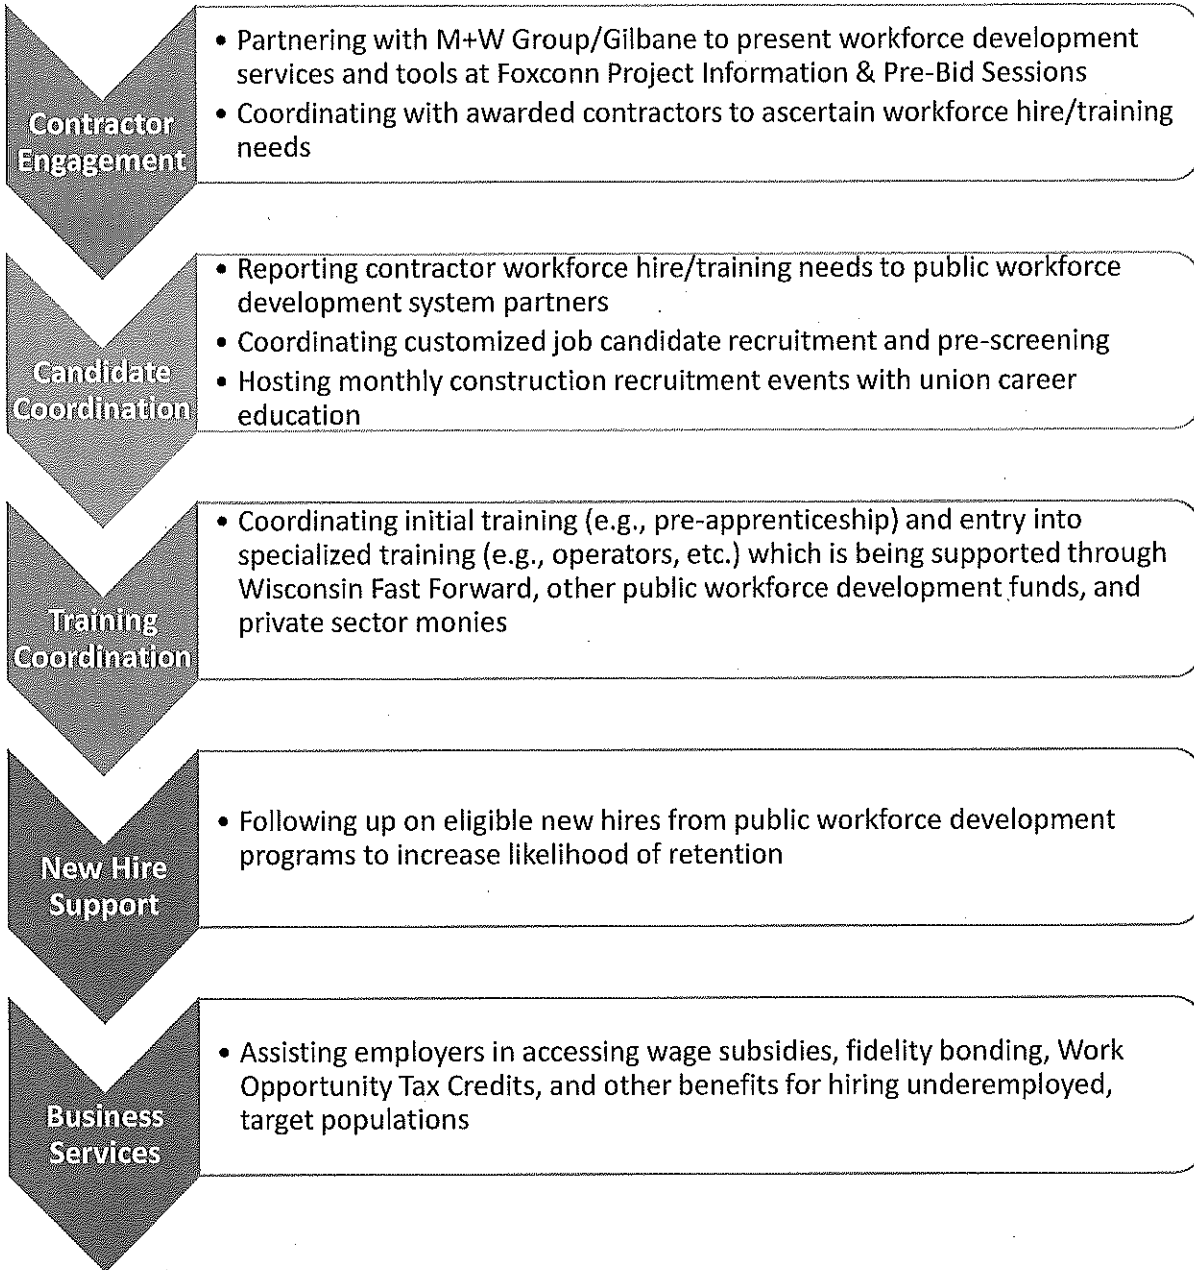 Contractor
Engagement
• Partnering with M+W Group/Gilbane to present workforce development
services and tools at Foxconn Project Information & Pre-Bid Sessions
• Coordinating with awarded contractors to ascertain workforce hire/training
needs
Candidate
Coordination
• Reporting contractor workforce hire/training needs to public workforce
development system partners
• Coordinating customized job candidate recruitment and pre-screening
• Hosting monthly construction recruitment events with union career
education
Training
Coordination
• Coordinating initial training (e.g., pre-apprenticeship) and entry into
specialized training (e.g., operators, etc.) which is being supported through
Wisconsin Fast Forward, other public workforce development funds, and
private sector monies
New Hire
Support
• Following up on eligible new hires from public workforce development
programs to increase likelihood of retention
Business
Services
• Assisting employers in accessing wage subsidies, fidelity bonding, Work
Opportunity Tax Credits, and other benefits for hiring underemployed,
target populations